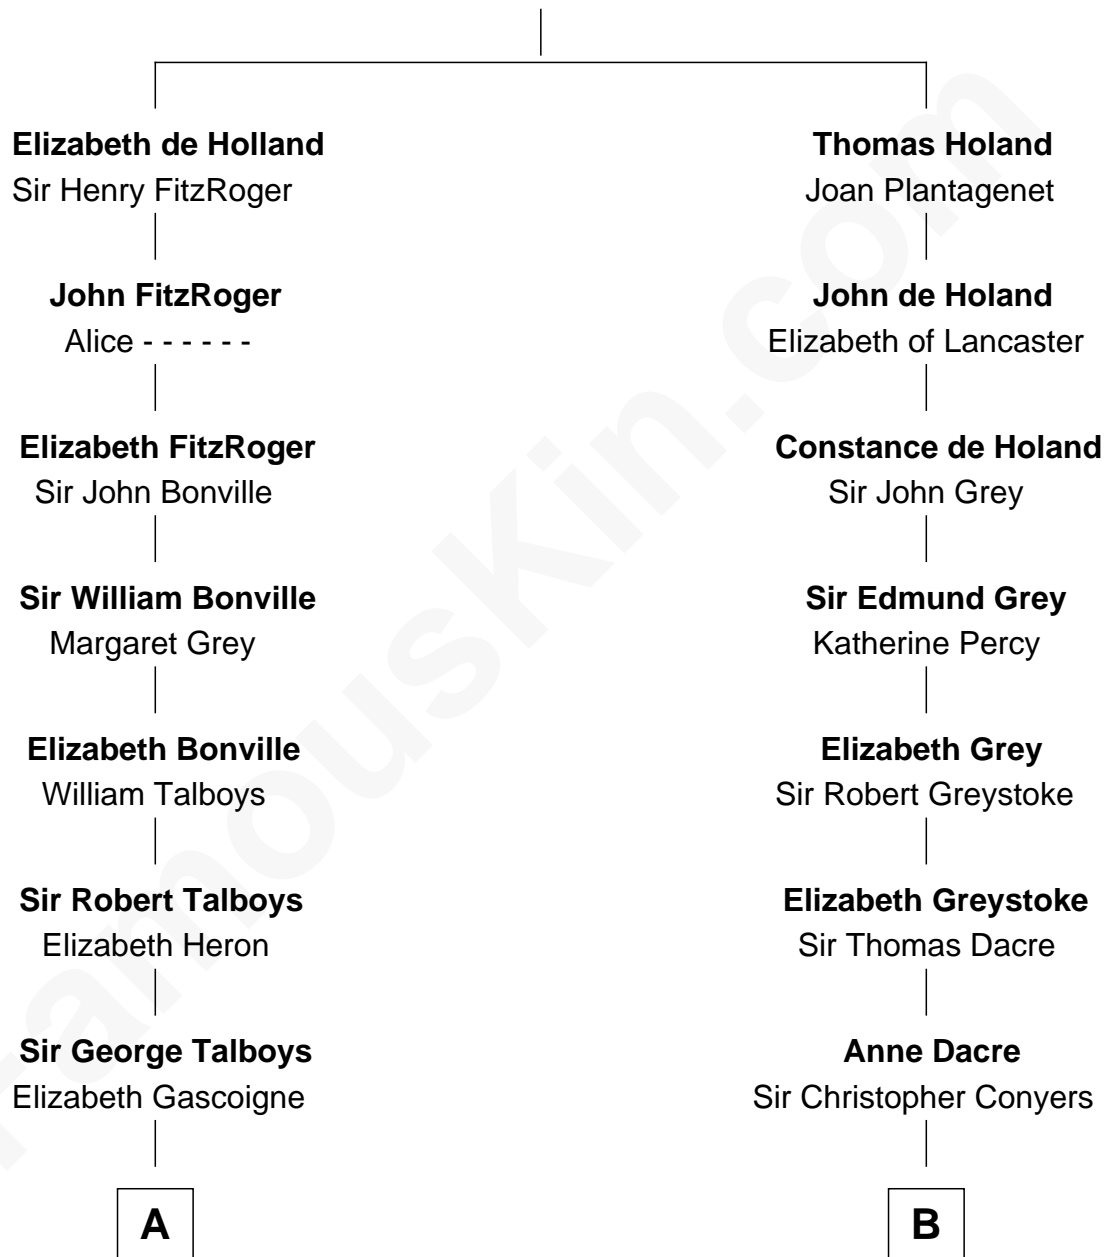 Elizabeth de Holland
Sir Henry FitzRoger
John FitzRoger
Alice - - - - - -
Elizabeth FitzRoger
Sir John Bonville
Sir William Bonville
Margaret Grey
Elizabeth Bonville
William Talboys
Sir Robert Talboys
Elizabeth Heron
Sir George Talboys
Elizabeth Gascoigne
A
Thomas Holand
Joan Plantagenet
John de Holand
Elizabeth of Lancaster
Constance de Holand
Sir John Grey
Sir Edmund Grey
Katherine Percy
Elizabeth Grey
Sir Robert Greystoke
Elizabeth Greystoke
Sir Thomas Dacre
Anne Dacre
Sir Christopher Conyers
B
FamousKin.com